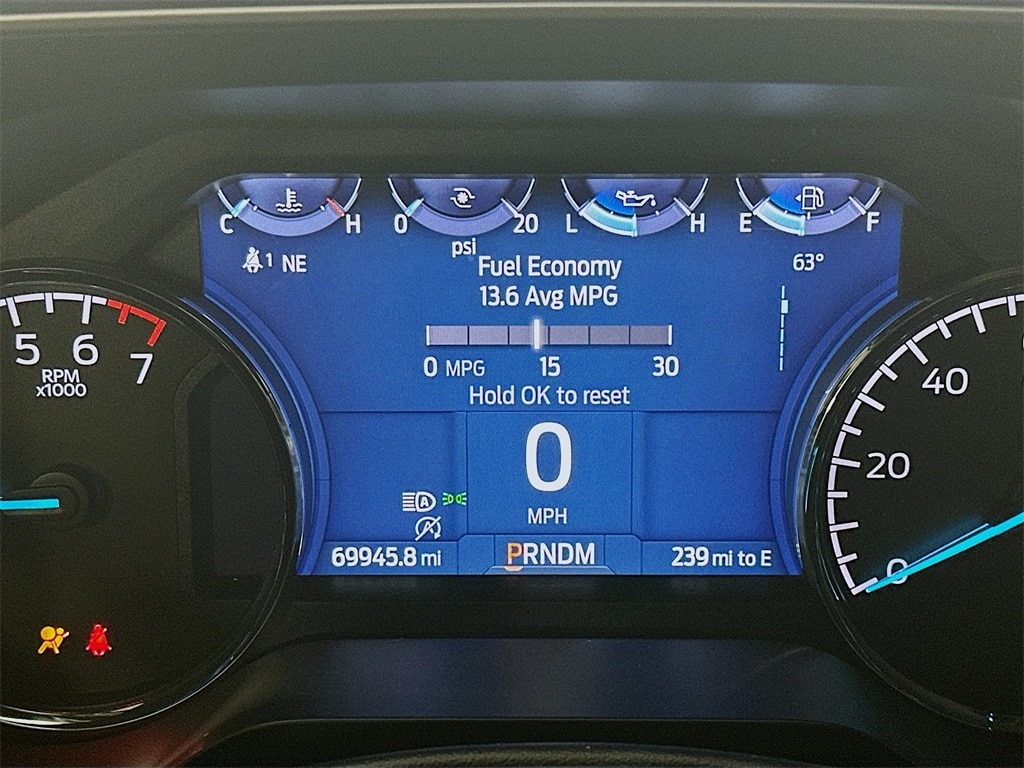 C H 0 20 L H E F
psi
1 NE
63°
Fuel Economy
13.6 Avg MPG
0 MPG 15 30
Hold OK to reset
5 6 7
RPM
x1000
40
20
0
0
MPH
A
A
69945.8 mi
PRNDM
239 mi to E